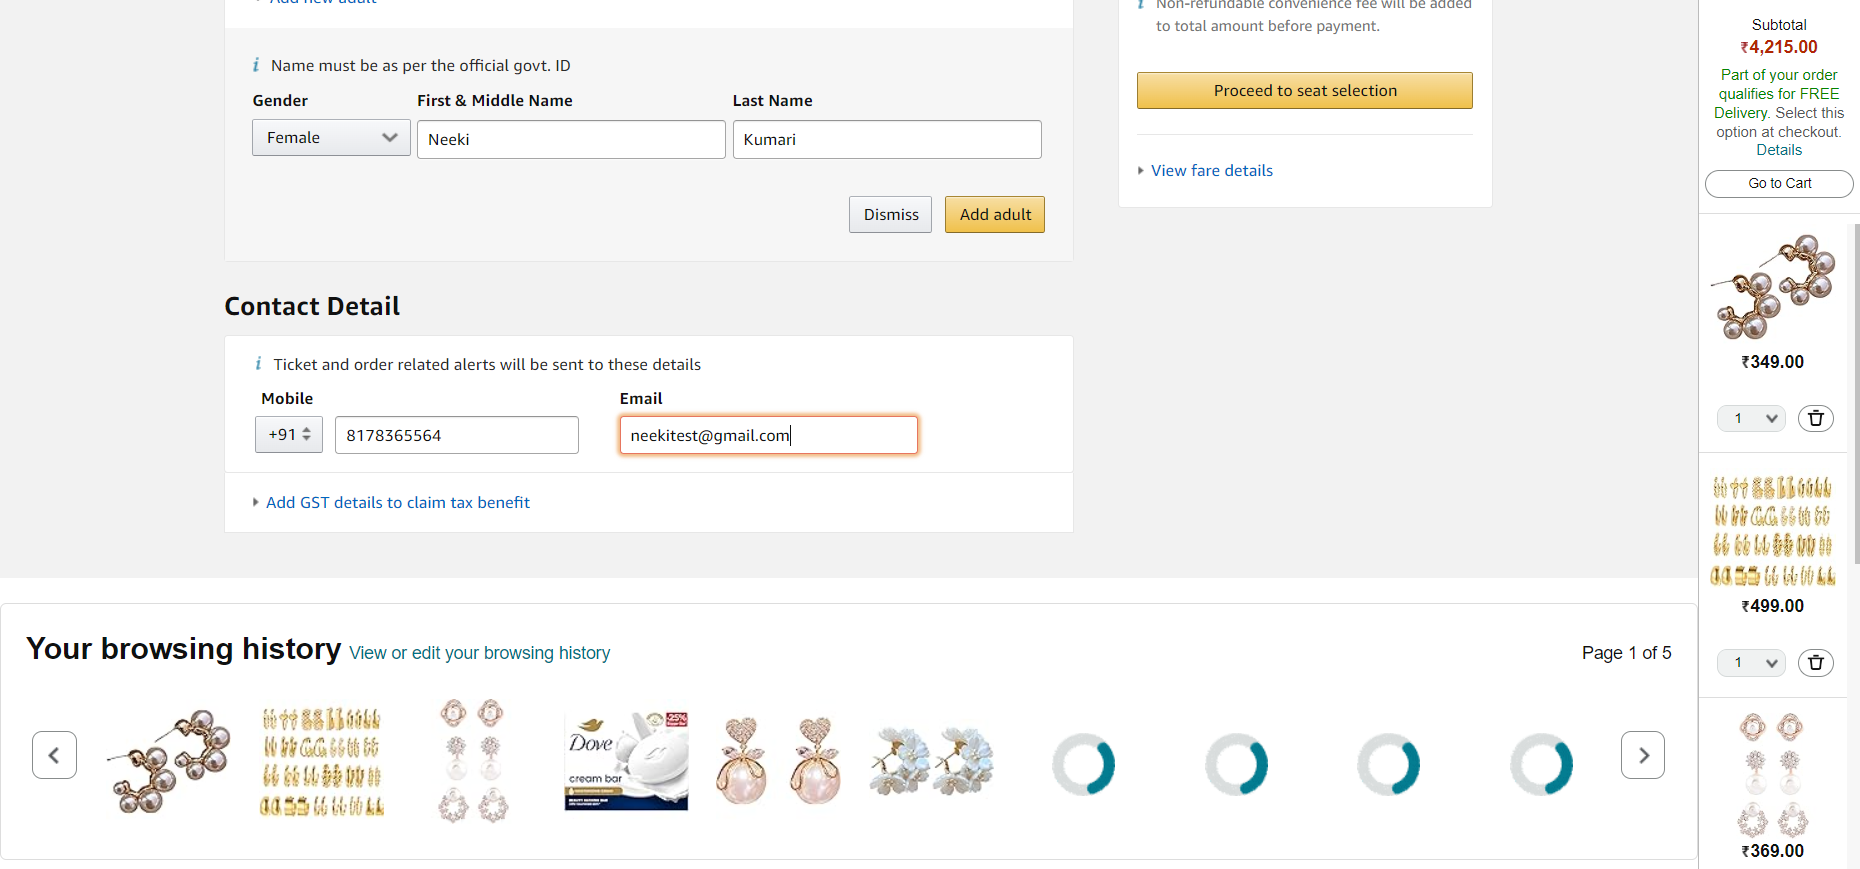 Add new adult
Name must be as per the official govt. ID
Gender
First & Middle Name
Last Name
Female
Neeki
Kumari
Dismiss
Add adult
Contact Detail
Ticket and order related alerts will be sent to these details
Mobile
Email
+91
8178365564
neekitest@gmail.com
Add GST details to claim tax benefit
Non-refundable convenience fee will be added
to total amount before payment.
Proceed to seat selection
View fare details
Your browsing history View or edit your browsing history
Page 1 of 5
Dove
cream bar
-25%
Subtotal
₹4,215.00
Part of your order
qualifies for FREE
Delivery. Select this
option at checkout.
Details
Go to Cart
₹349.00
1
₹499.00
1
₹369.00